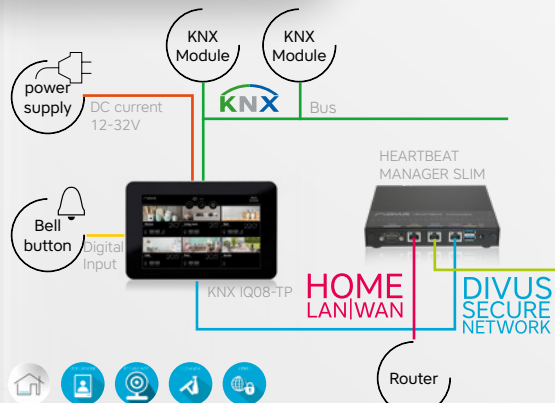 KNX
Module
KNX
Module
power
supply
DC current
12-32V
KNX
Bus
HEARTBEAT
MANAGER SLIM
Bell
button
Digital
Input
KNX IQ08-TP
HOME
LAN|WAN
DIVUS
SECURE
NETWORK
Router